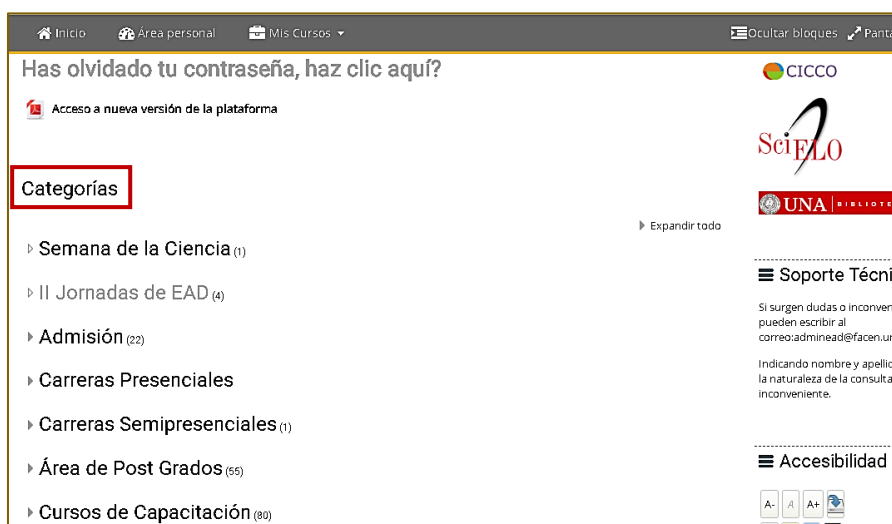 Inicio Área personal Mis Cursos Ocultar bloques
Has olvidado tu contraseña, haz clic aquí?
Acceso a nueva versión de la plataforma
Categorías
Expandir todo
Semana de la Ciencia (1)
II Jornadas de EAD (4)
Admisión (22)
Carreras Presenciales
Carreras Semipresenciales (1)
Área de Post Grados (55)
Cursos de Capacitación (80)
CICCO
SciELO
UNA
Soporte Técni
Si surgen dudas o inconven
pueden escribir al
correo:adminead@facen.un
Indicando nombre y apellid
la naturaleza de la consulta
inconveniente.
Accesibilidad
A- A A+